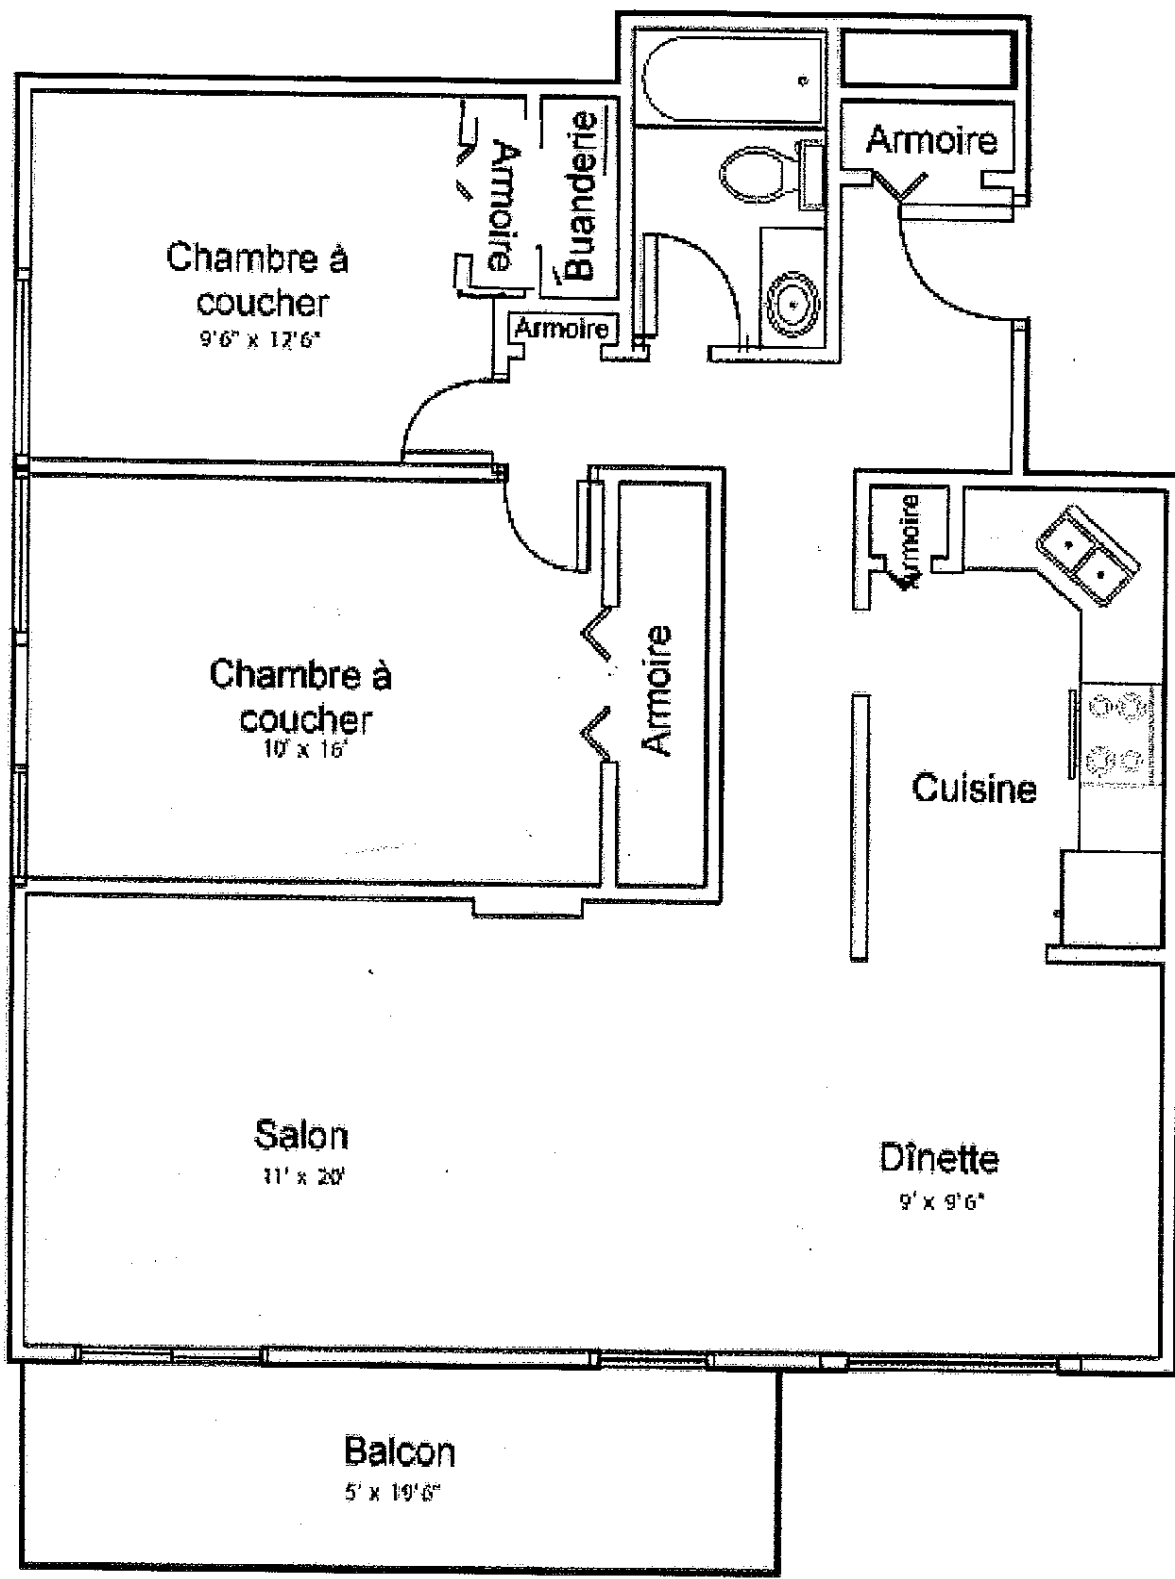 Armoire
Armoire
Buanderie
Chambre à
coucher
9'6" x 12'6"
Armoire
Armoire
Chambre à
coucher
10' x 16'
Armoire
Cuisine
Salon
11' x 20'
Dînette
9' x 9'6"
Balcon
5' x 19'6"